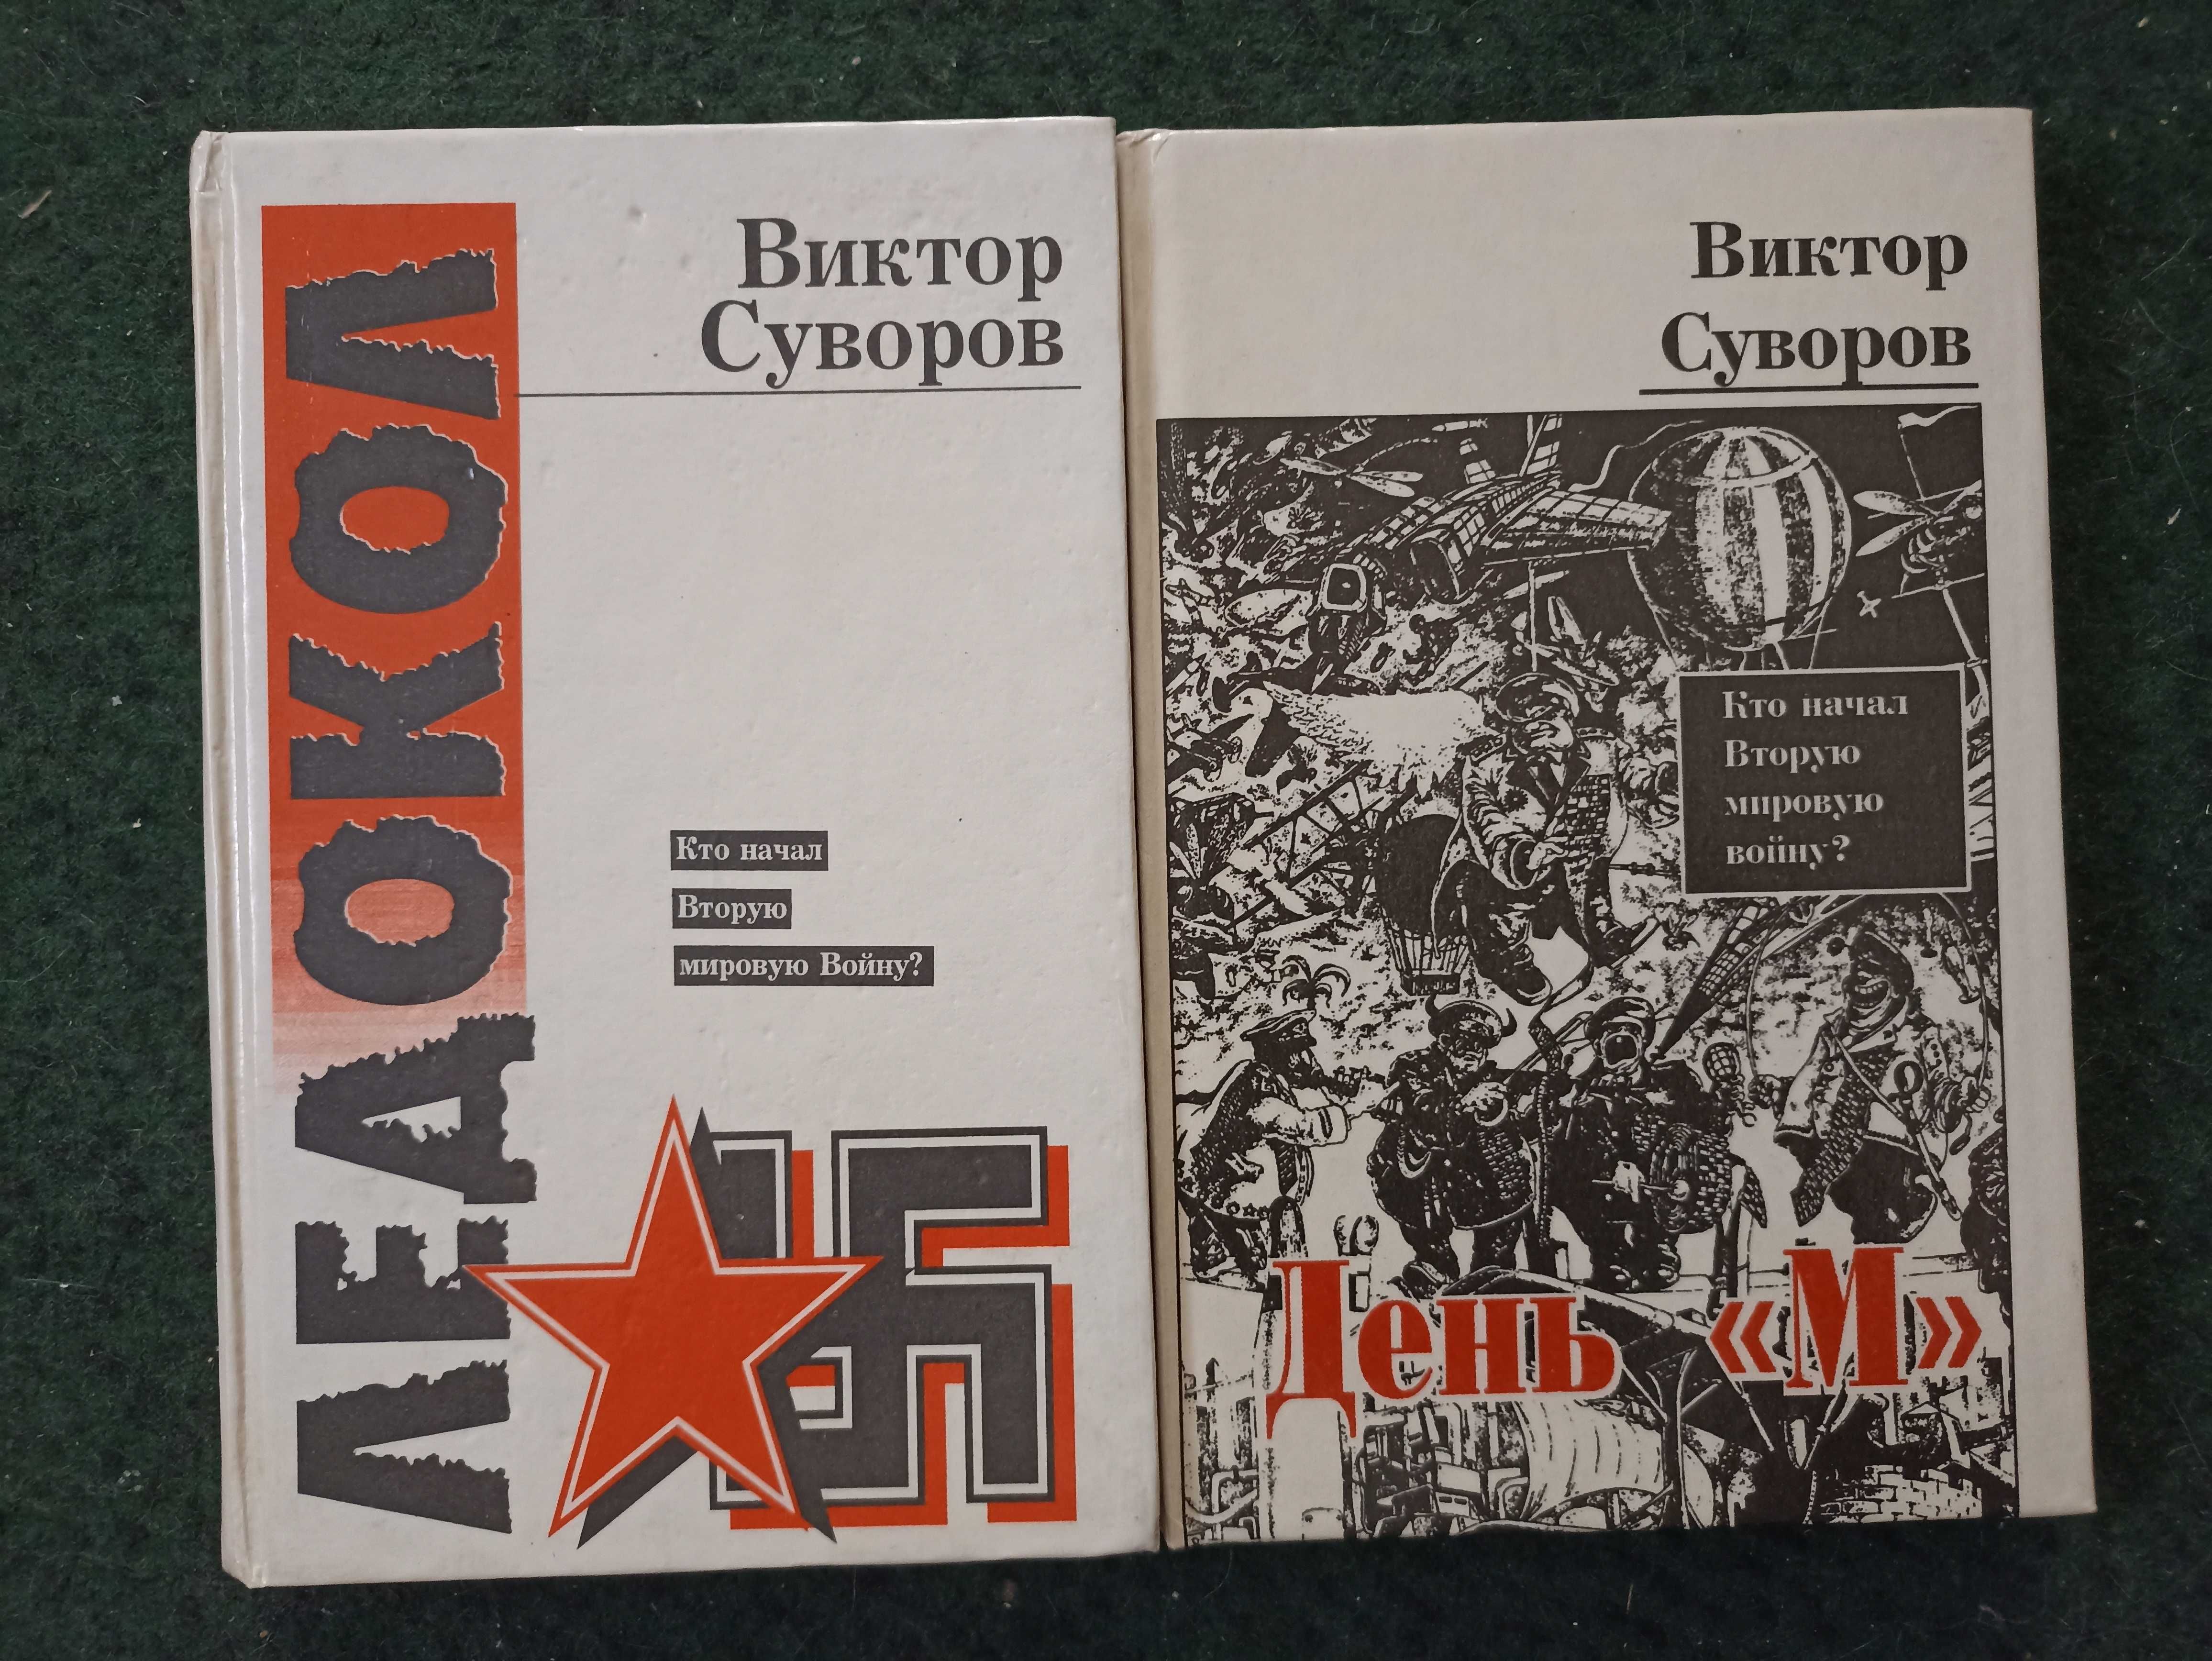 ЛЕДОКОЛ
Виктор
Суворов
Кто начал
Вторую
мировую Войну?
Виктор
Суворов
Кто начал
Вторую
мировую
войну?
День «М»